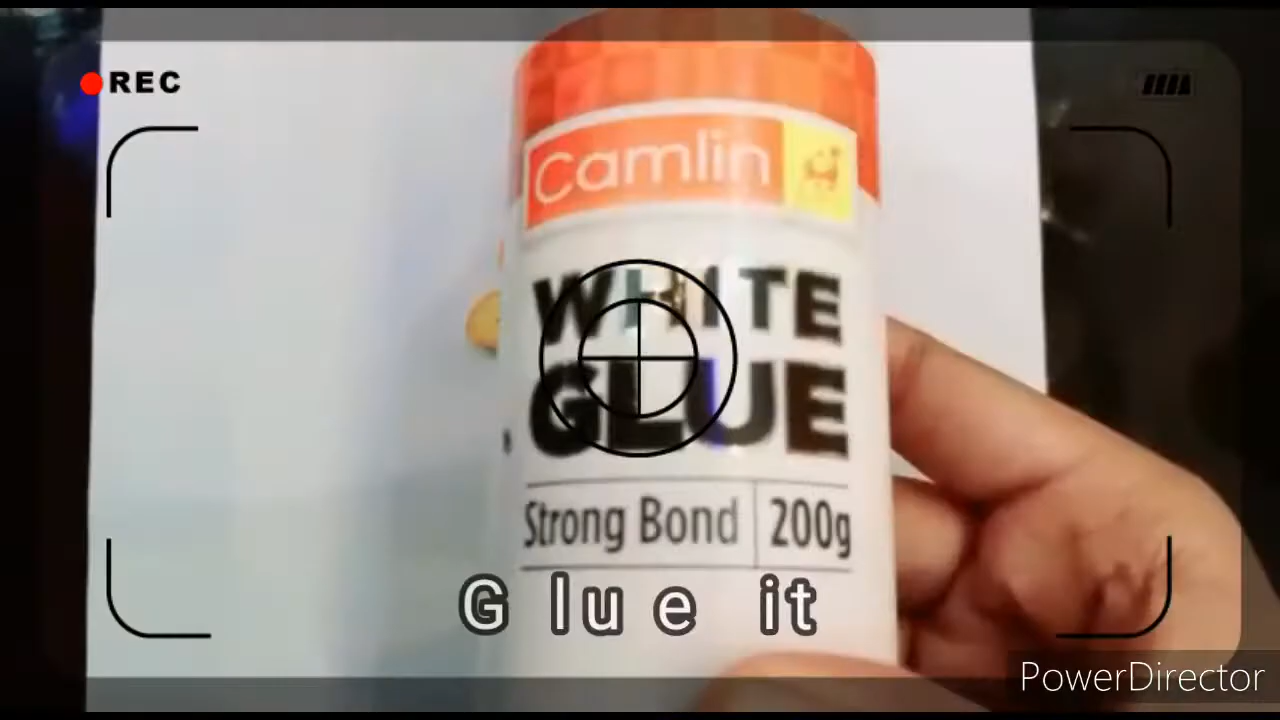 REC
Camlin
WHITE
GLUE
Strong Bond 200g
Glue it
PowerDirector